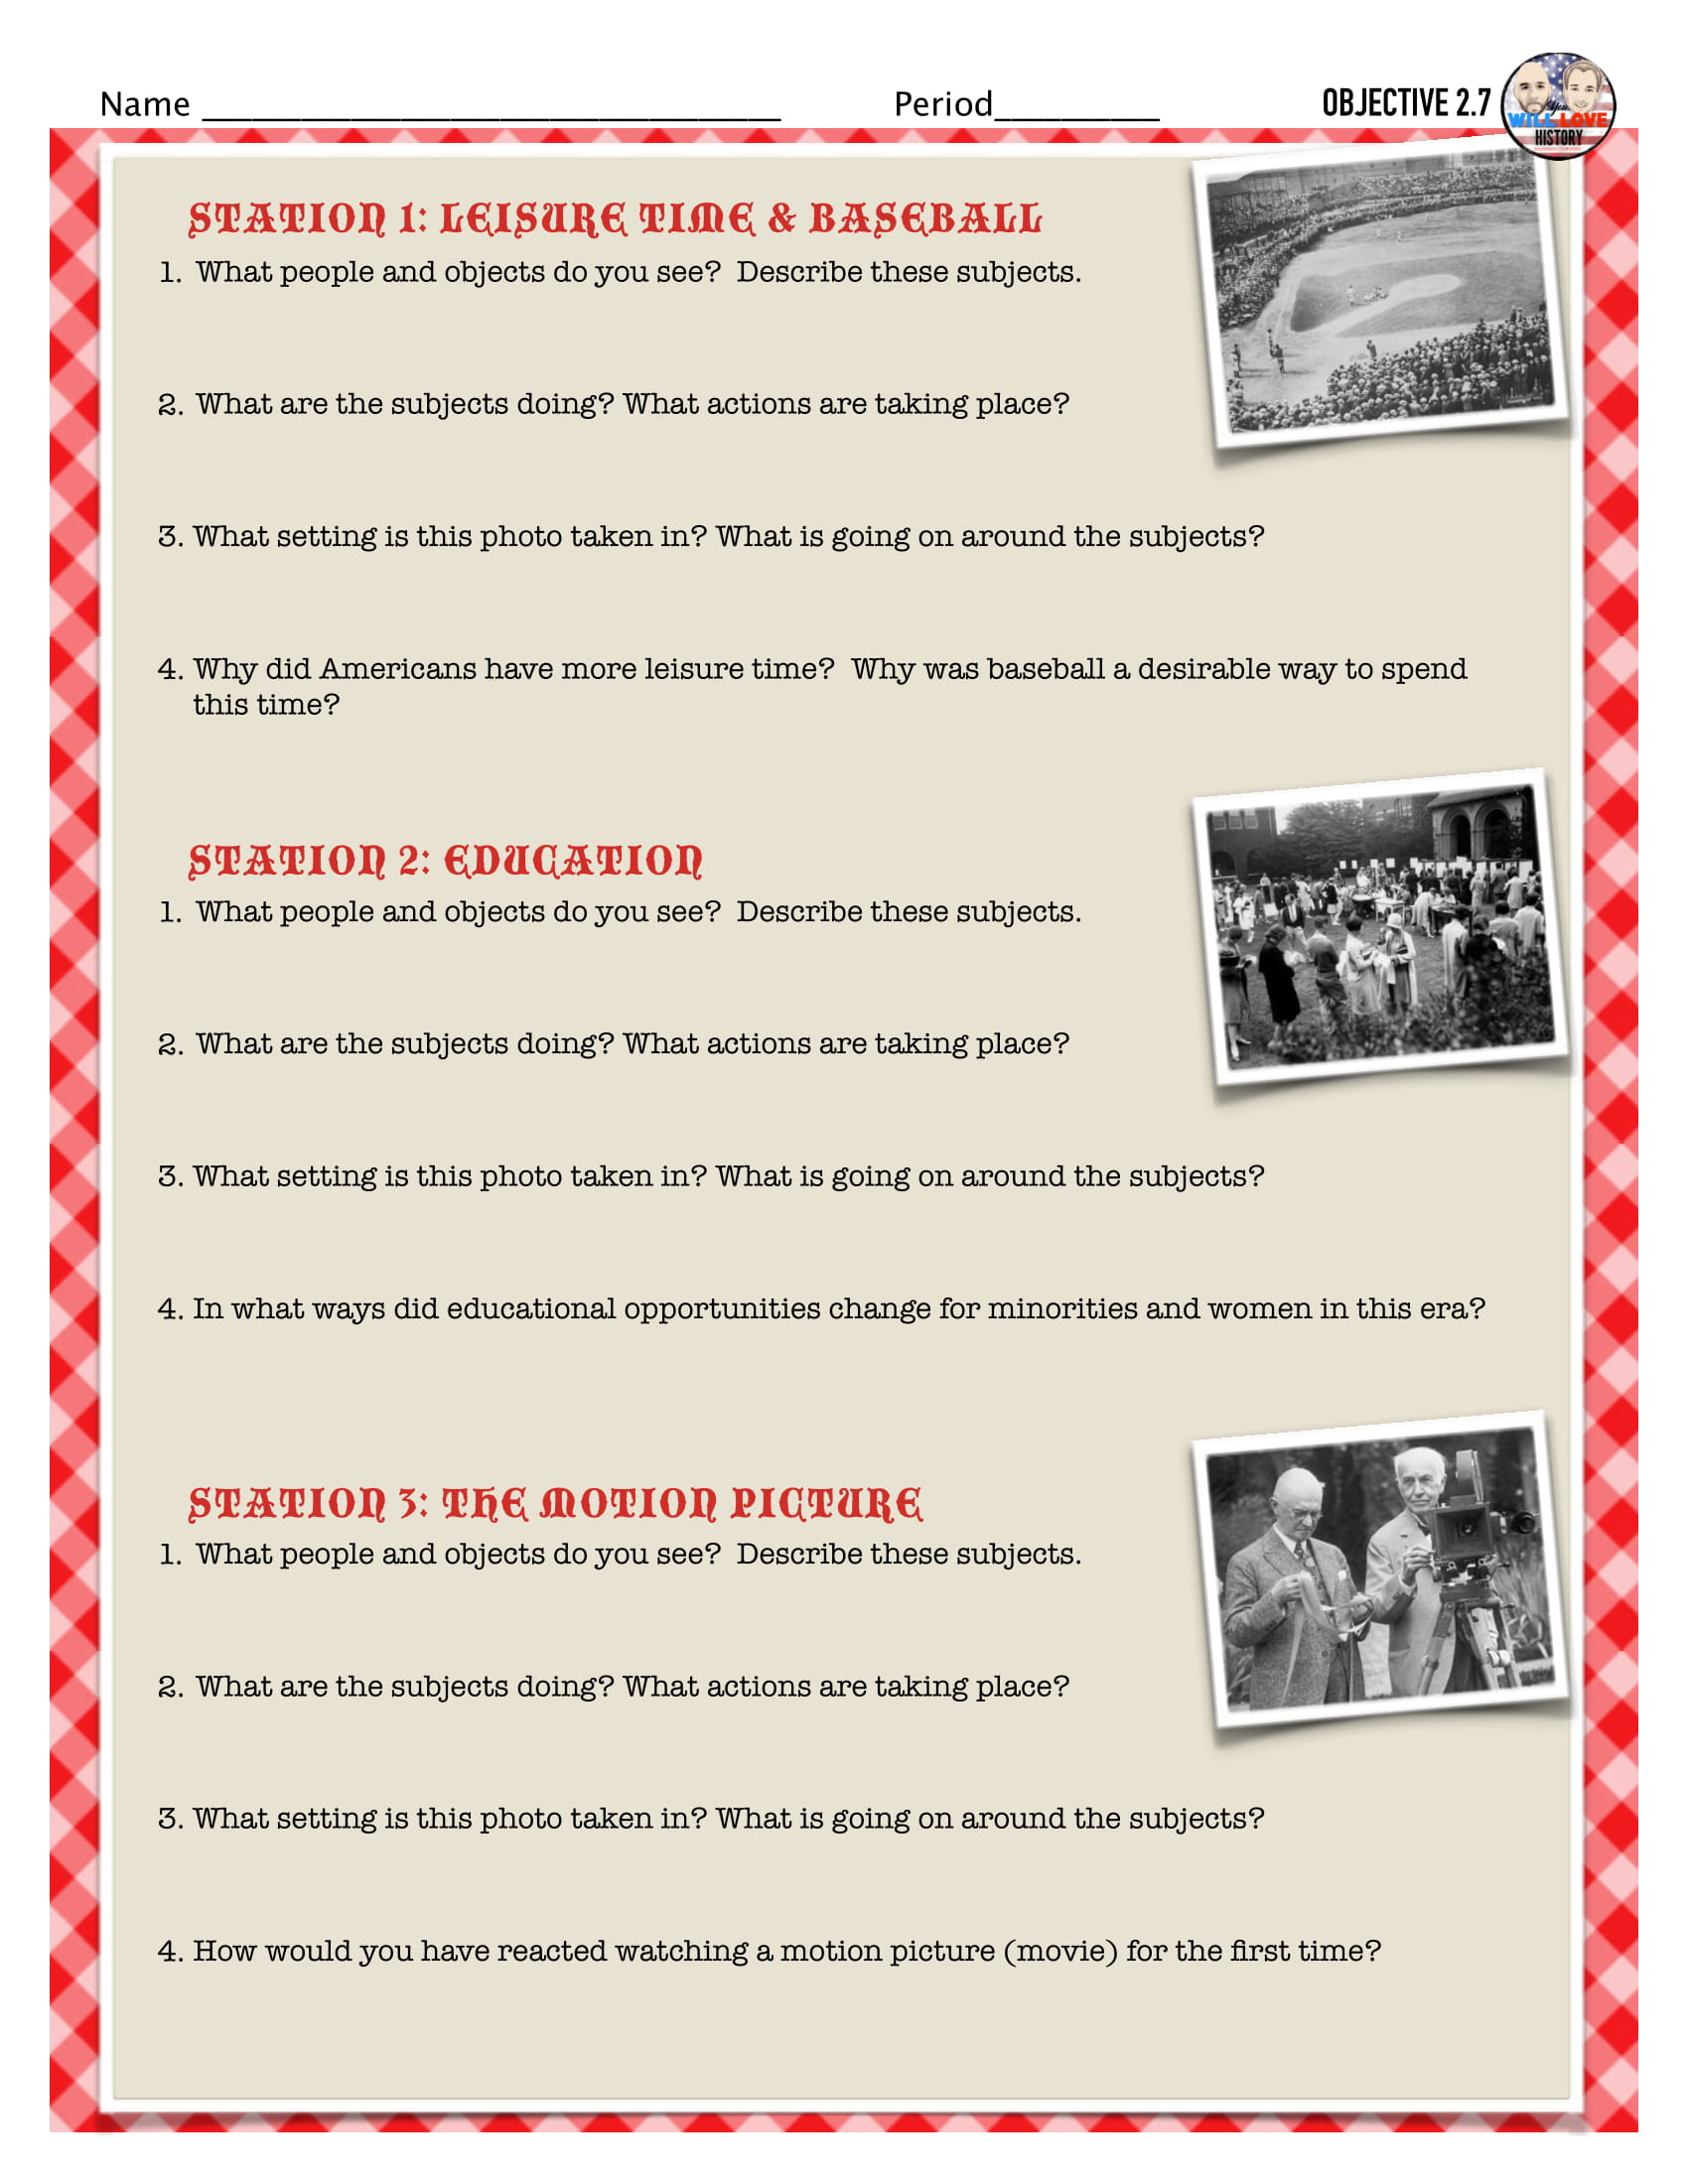 Name ________________________________ Period_________ OBJECTIVE 2.7
You
WILL LOVE
HISTORY
STATION 1: LEISURE TIME & BASEBALL
1. What people and objects do you see? Describe these subjects.
2. What are the subjects doing? What actions are taking place?
3. What setting is this photo taken in? What is going on around the subjects?
4. Why did Americans have more leisure time? Why was baseball a desirable way to spend
this time?
STATION 2: EDUCATION
1. What people and objects do you see? Describe these subjects.
2. What are the subjects doing? What actions are taking place?
3. What setting is this photo taken in? What is going on around the subjects?
4. In what ways did educational opportunities change for minorities and women in this era?
STATION 3: THE MOTION PICTURE
1. What people and objects do you see? Describe these subjects.
2. What are the subjects doing? What actions are taking place?
3. What setting is this photo taken in? What is going on around the subjects?
4. How would you have reacted watching a motion picture (movie) for the first time?